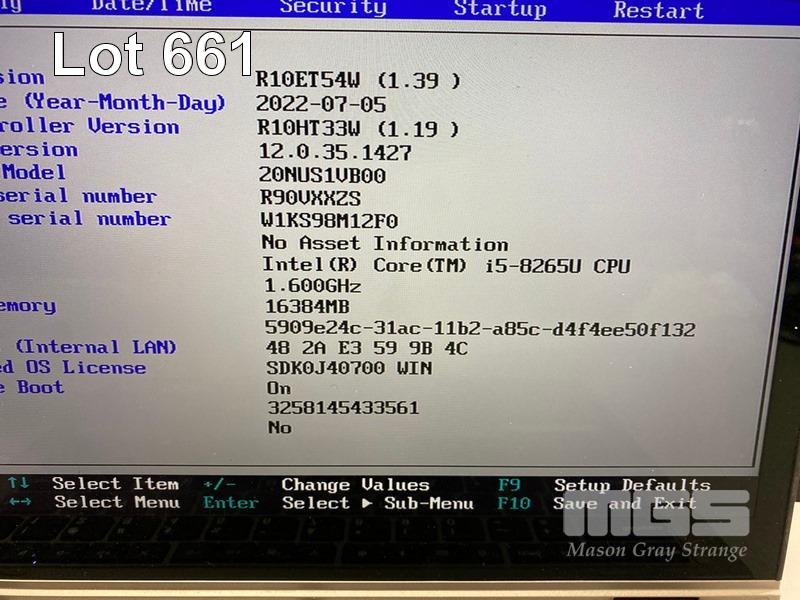 Date/Time Security Startup Restart
Lot 661
sion R10ET54W (1.39 )
e (Year-Month-Day) 2022-07-05
roller Version R10HT33W (1.19 )
ersion 12.0.35.1427
Model 20NUS1VB00
serial number R90VXXZS
serial number W1KS98M12F0
No Asset Information
Intel(R) Core(TM) i5-8265U CPU
1.600GHz
emory 16384MB
5909e24c-31ac-11b2-a85c-d4f4ee50f132
(Internal LAN) 48 2A E3 59 9B 4C
ed OS License SDK0J40700 WIN
e Boot On
3258145433561
No
↑↓ Select Item +/- Change Values F9 Setup Defaults
←→ Select Menu Enter Select ▶ Sub-Menu F10 Save and Exit
MGS
Mason Gray Strange